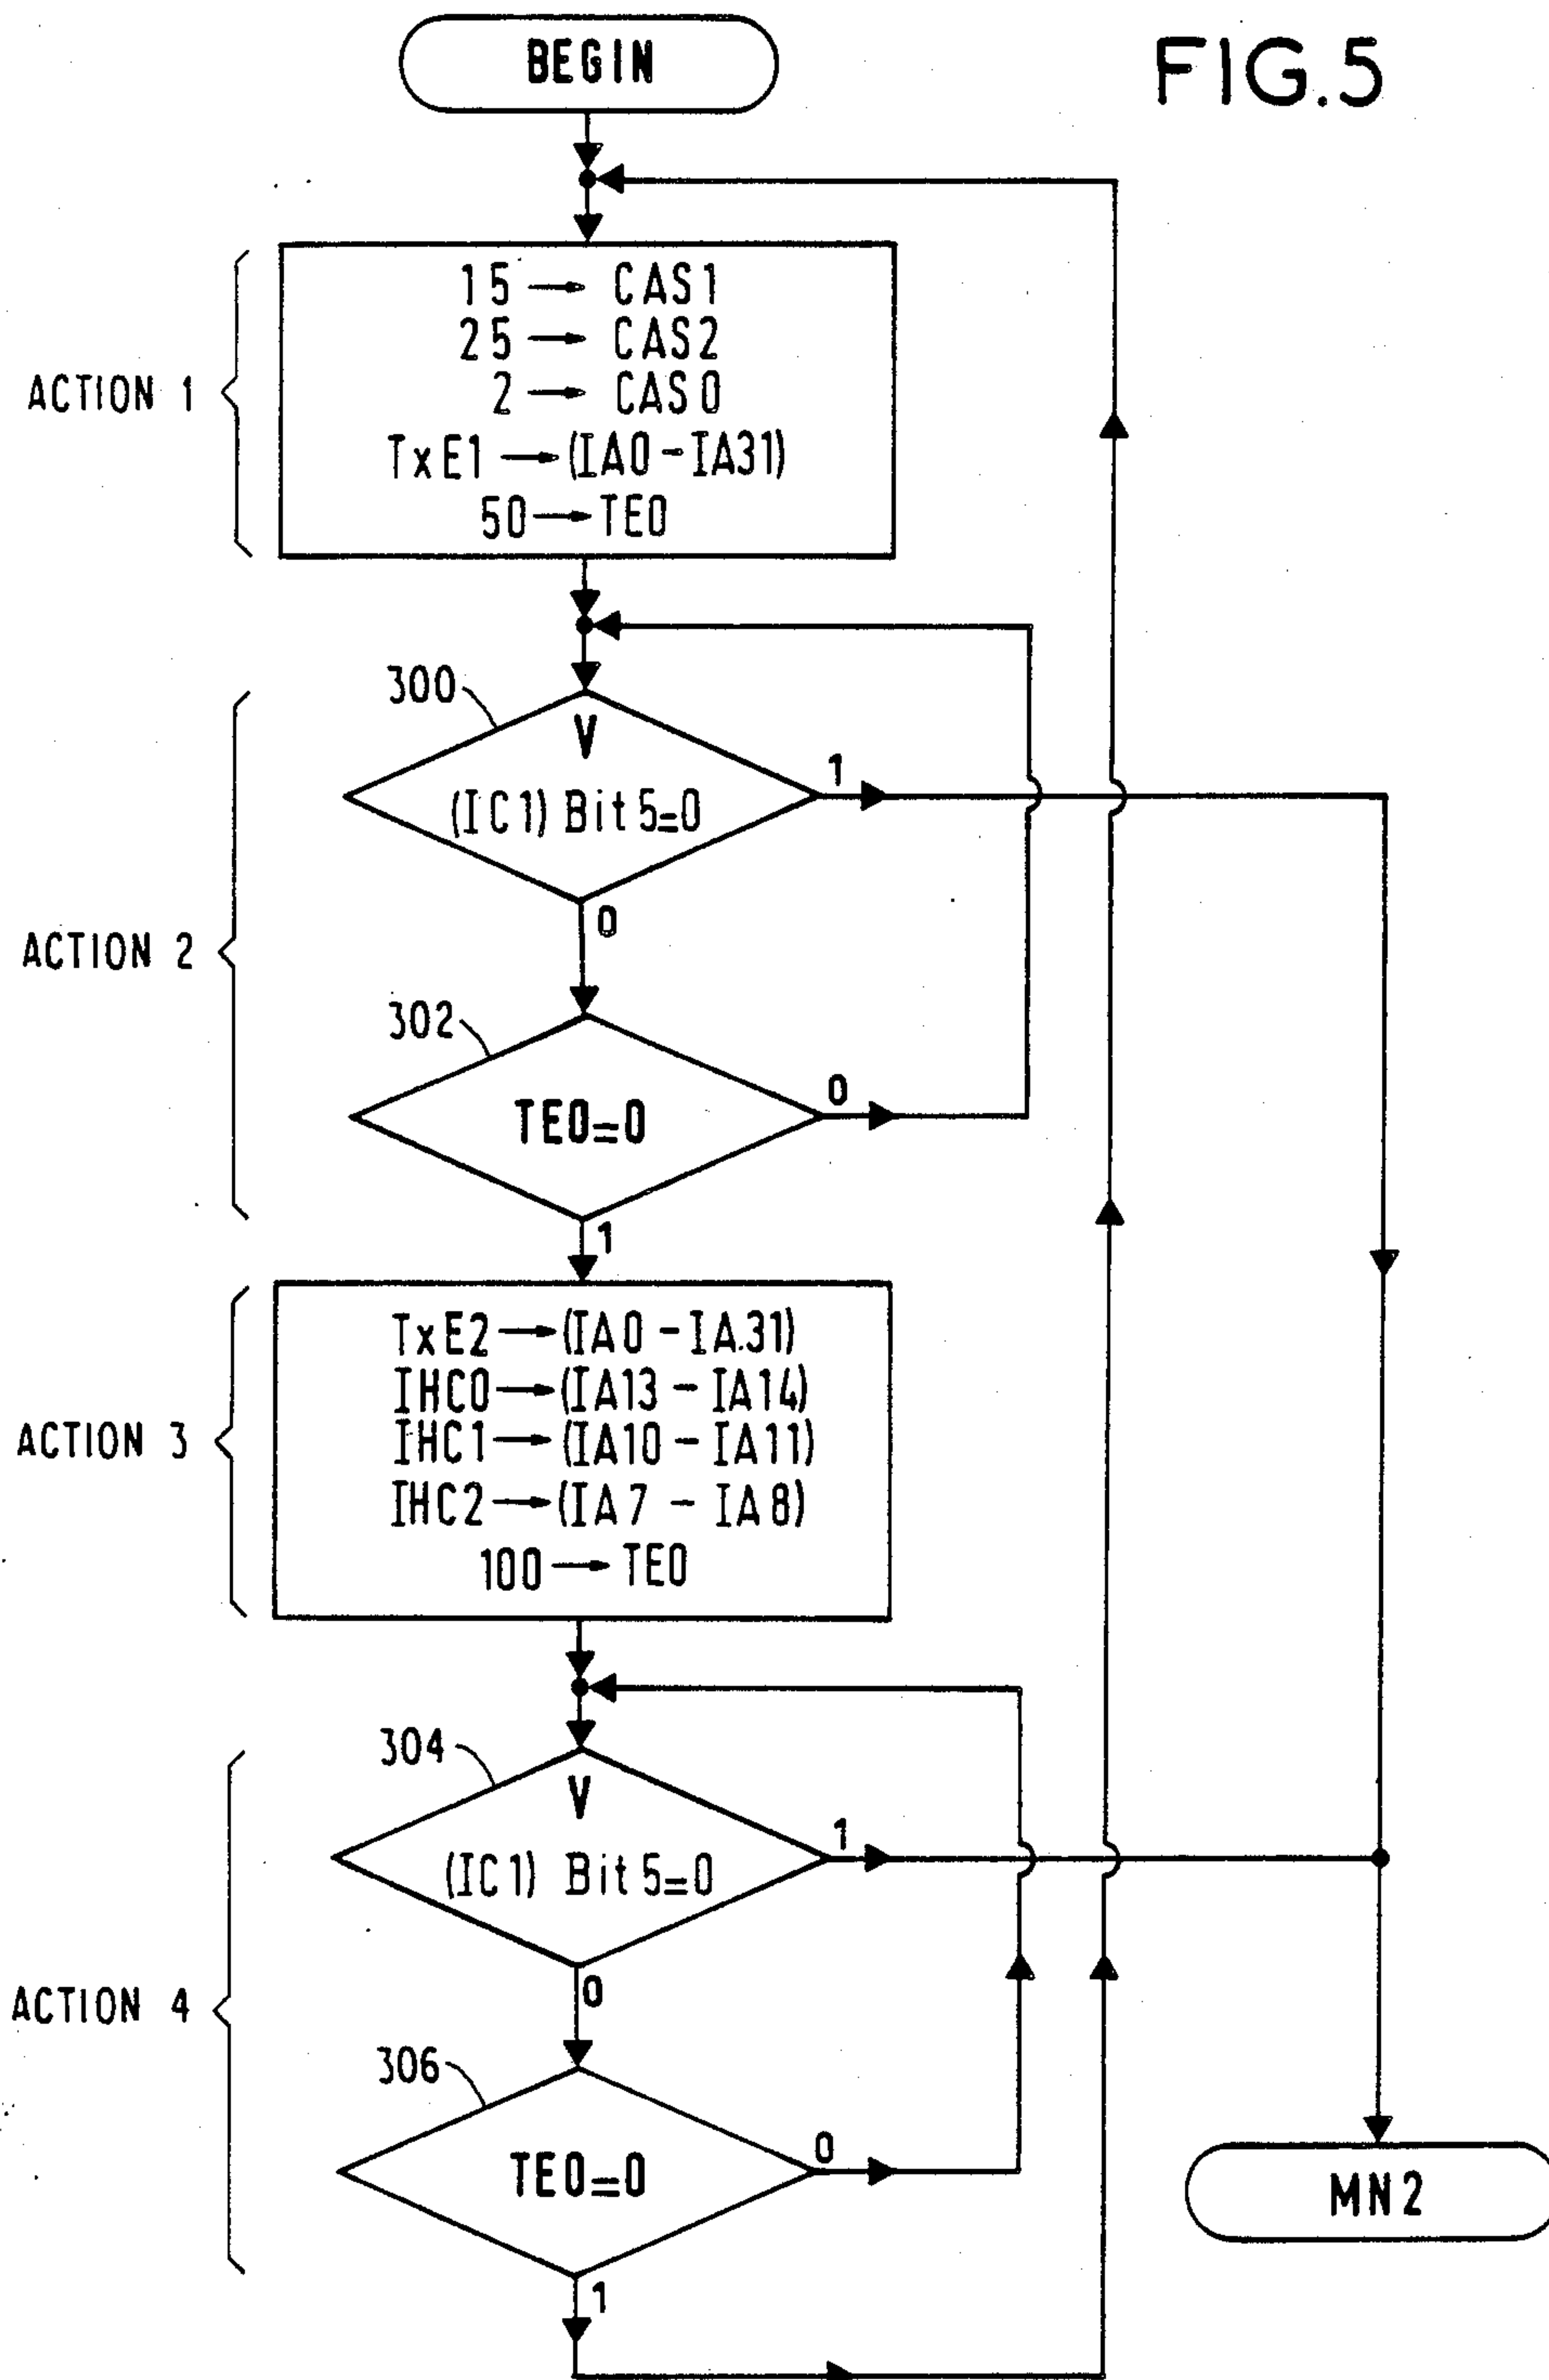 BEGIN
FIG.5
ACTION 1
15 → CAS1
25 → CAS2
2 → CAS0
TxE1 → (IA0 - IA31)
50 → TE0
ACTION 2
300
V
(IC1) Bit 5=0
1
0
302
TE0=0
0
1
ACTION 3
TxE2 → (IA0 - IA.31)
IHC0 → (IA13 - IA14)
IHC1 → (IA10 - IA11)
IHC2 → (IA7 - IA8)
100 → TE0
ACTION 4
304
V
(IC1) Bit 5=0
1
0
306
TE0=0
0
1
MN2